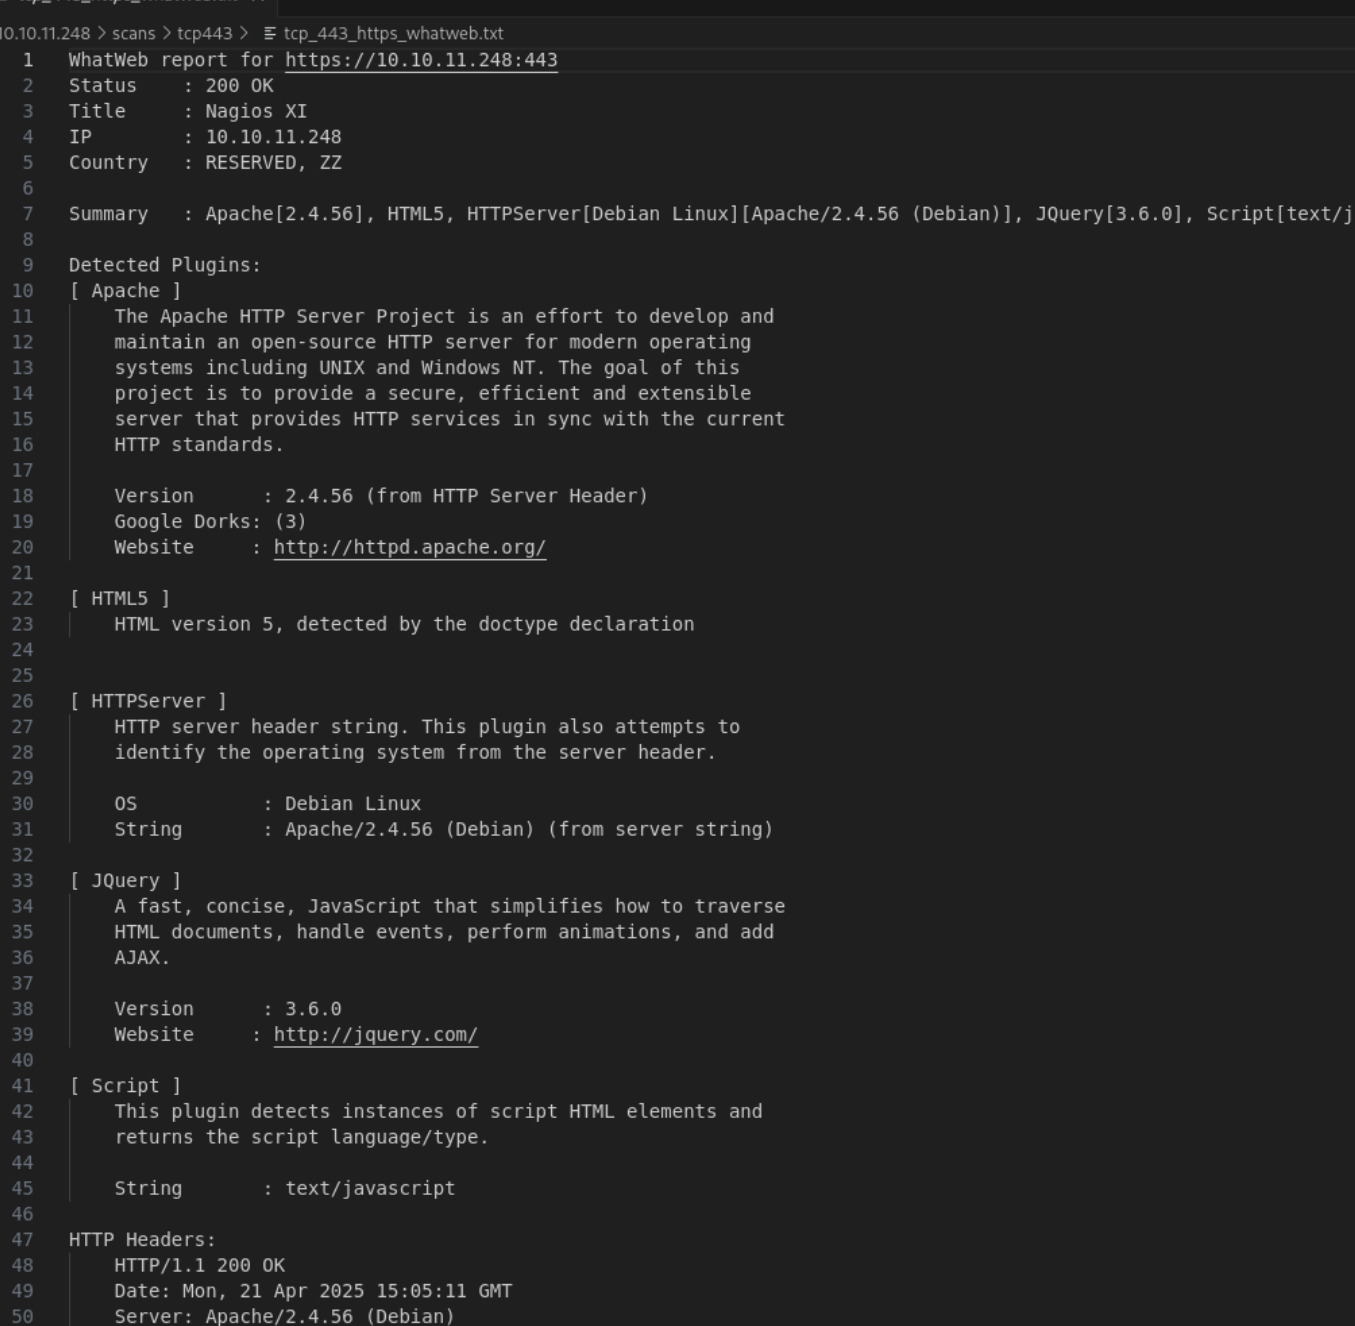 10.10.11.248 > scans > tcp443 > tcp_443_https_whatweb.txt
1 WhatWeb report for https://10.10.11.248:443
2 Status : 200 OK
3 Title : Nagios XI
4 IP : 10.10.11.248
5 Country : RESERVED, ZZ
6
7 Summary : Apache[2.4.56], HTML5, HTTPServer[Debian Linux][Apache/2.4.56 (Debian)], JQuery[3.6.0], Script[text/j
8
9 Detected Plugins:
10 [ Apache ]
11 The Apache HTTP Server Project is an effort to develop and
12 maintain an open-source HTTP server for modern operating
13 systems including UNIX and Windows NT. The goal of this
14 project is to provide a secure, efficient and extensible
15 server that provides HTTP services in sync with the current
16 HTTP standards.
17
18 Version : 2.4.56 (from HTTP Server Header)
19 Google Dorks: (3)
20 Website : http://httpd.apache.org/
21
22 [ HTML5 ]
23 HTML version 5, detected by the doctype declaration
24
25
26 [ HTTPServer ]
27 HTTP server header string. This plugin also attempts to
28 identify the operating system from the server header.
29
30 OS : Debian Linux
31 String : Apache/2.4.56 (Debian) (from server string)
32
33 [ JQuery ]
34 A fast, concise, JavaScript that simplifies how to traverse
35 HTML documents, handle events, perform animations, and add
36 AJAX.
37
38 Version : 3.6.0
39 Website : http://jquery.com/
40
41 [ Script ]
42 This plugin detects instances of script HTML elements and
43 returns the script language/type.
44
45 String : text/javascript
46
47 HTTP Headers:
48 HTTP/1.1 200 OK
49 Date: Mon, 21 Apr 2025 15:05:11 GMT
50 Server: Apache/2.4.56 (Debian)